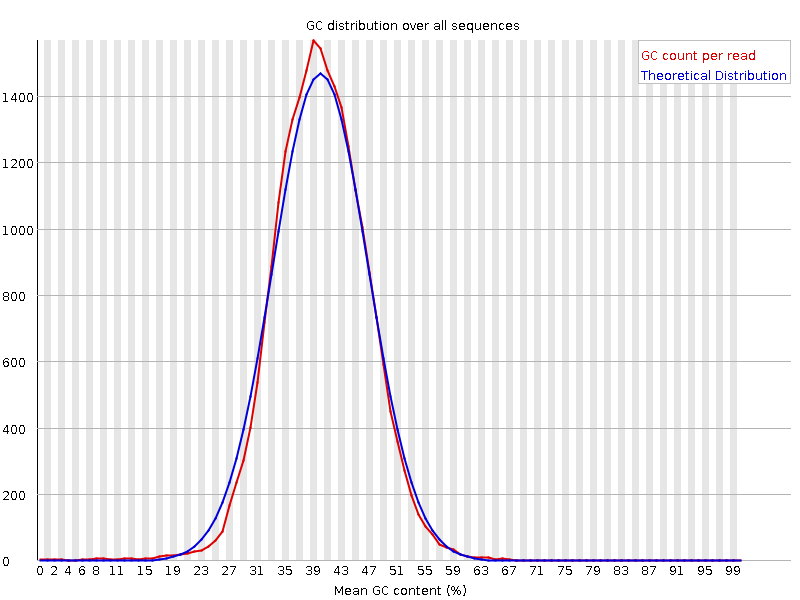 GC distribution over all sequences
GC count per read
Theoretical Distribution
1400
1200
1000
800
600
400
200
0
0 2 4 6 8 11 15 19 23 27 31 35 39 43 47 51 55 59 63 67 71 75 79 83 87 91 95 99
Mean GC content (%)